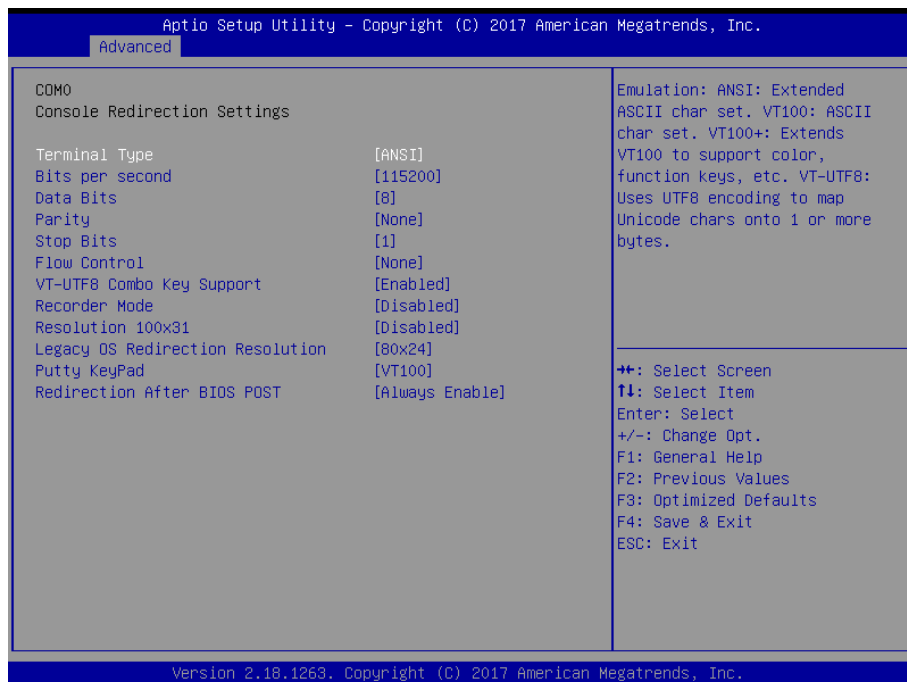 Aptio Setup Utility – Copyright (C) 2017 American Megatrends, Inc.
Advanced
COM0
Console Redirection Settings
Terminal Type [ANSI]
Bits per second [115200]
Data Bits [8]
Parity [None]
Stop Bits [1]
Flow Control [None]
VT-UTF8 Combo Key Support [Enabled]
Recorder Mode [Disabled]
Resolution 100x31 [Disabled]
Legacy OS Redirection Resolution [80x24]
Putty KeyPad [VT100]
Redirection After BIOS POST [Always Enable]
Emulation: ANSI: Extended
ASCII char set. VT100: ASCII
char set. VT100+: Extends
VT100 to support color,
function keys, etc. VT-UTF8:
Uses UTF8 encoding to map
Unicode chars onto 1 or more
bytes.
→←: Select Screen
↑↓: Select Item
Enter: Select
+/-: Change Opt.
F1: General Help
F2: Previous Values
F3: Optimized Defaults
F4: Save & Exit
ESC: Exit
Version 2.18.1263. Copyright (C) 2017 American Megatrends, Inc.